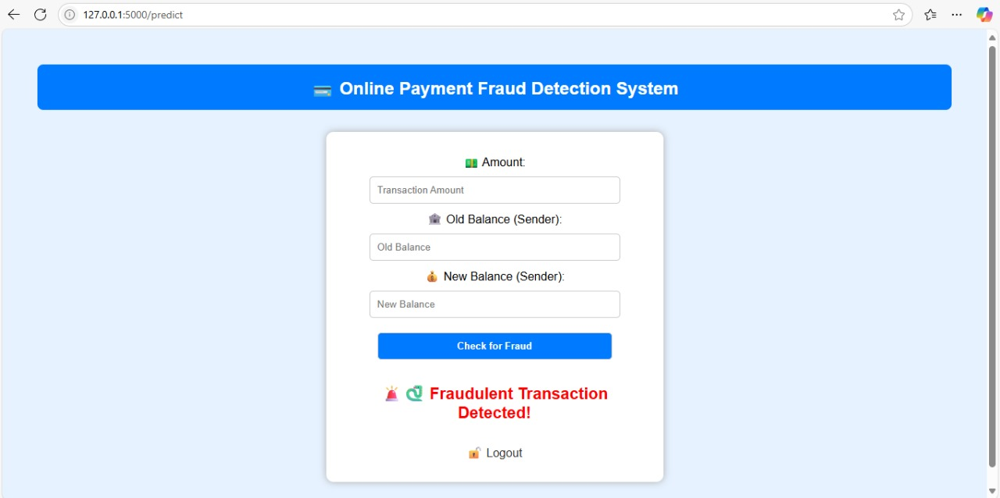 127.0.0.1:5000/predict
💳 Online Payment Fraud Detection System
💵 Amount:
Transaction Amount
🏦 Old Balance (Sender):
Old Balance
💰 New Balance (Sender):
New Balance
Check for Fraud
🚨 🐍 Fraudulent Transaction
Detected!
🔓 Logout